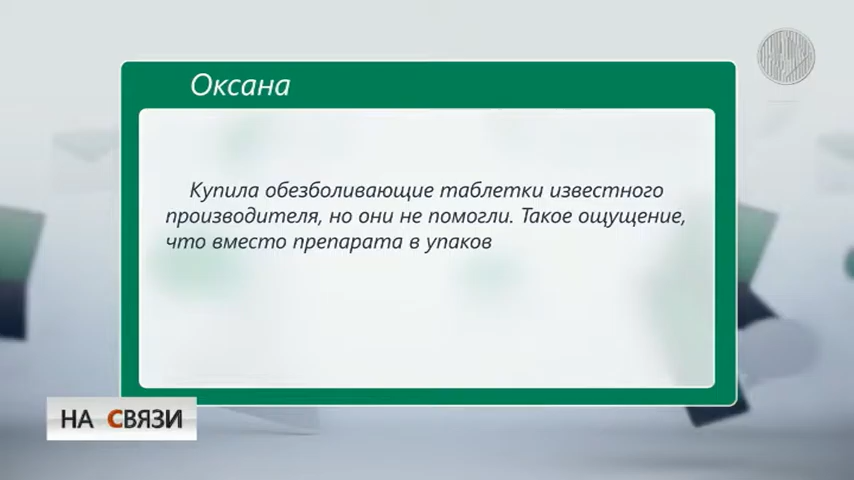 Оксана
Купила обезболивающие таблетки известного
производителя, но они не помогли. Такое ощущение,
что вместо препарата в упаков
НА СВЯЗИ